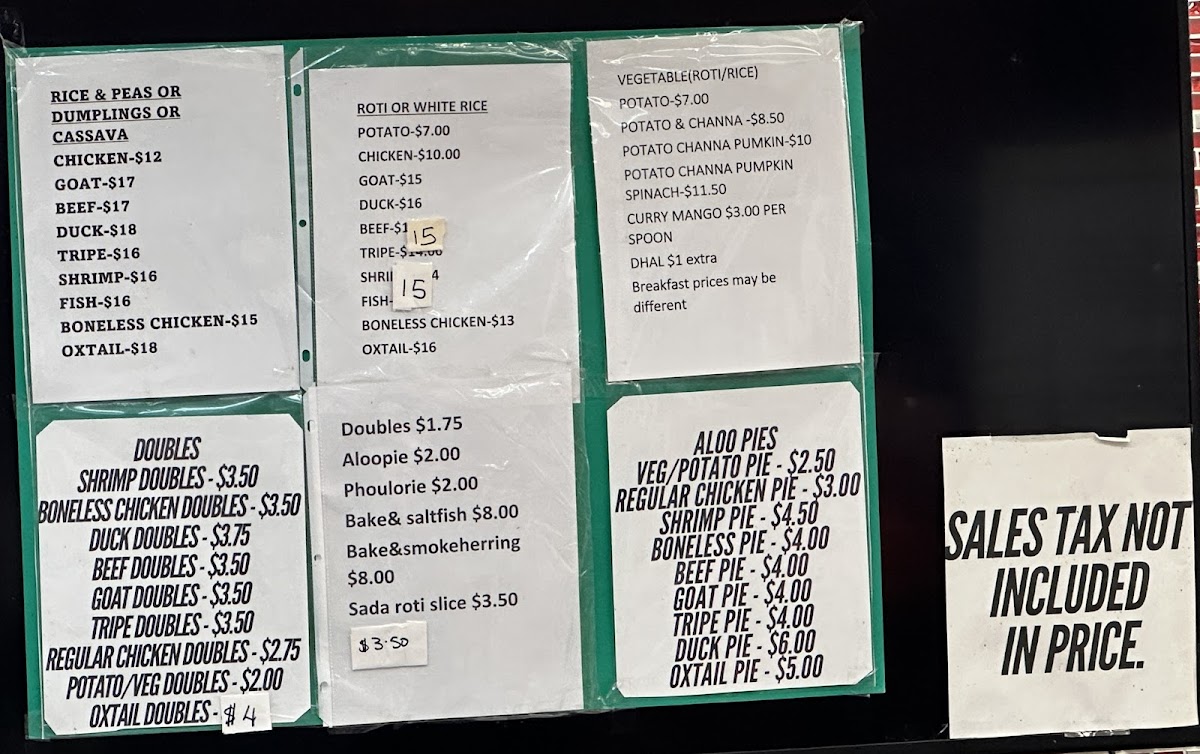 RICE & PEAS OR
DUMPLINGS OR
CASSAVA
CHICKEN-$12
GOAT-$17
BEEF-$17
DUCK-$18
TRIPE-$16
SHRIMP-$16
FISH-$16
BONELESS CHICKEN-$15
OXTAIL-$18
ROTI OR WHITE RICE
POTATO-$7.00
CHICKEN-$10.00
GOAT-$15
DUCK-$16
BEEF-$1 15
TRIPE-$14.00
SHRI 4
FISH- 15
BONELESS CHICKEN-$13
OXTAIL-$16
VEGETABLE(ROTI/RICE)
POTATO-$7.00
POTATO & CHANNA -$8.50
POTATO CHANNA PUMKIN-$10
POTATO CHANNA PUMPKIN
SPINACH-$11.50
CURRY MANGO $3.00 PER
SPOON
DHAL $1 extra
Breakfast prices may be
different
DOUBLES
SHRIMP DOUBLES - $3.50
BONELESS CHICKEN DOUBLES - $3.50
DUCK DOUBLES - $3.75
BEEF DOUBLES - $3.50
GOAT DOUBLES - $3.50
TRIPE DOUBLES - $3.50
REGULAR CHICKEN DOUBLES - $2.75
POTATO/VEG DOUBLES - $2.00
OXTAIL DOUBLES - $4
Doubles $1.75
Aloopie $2.00
Phoulorie $2.00
Bake& saltfish $8.00
Bake&smokeherring
$8.00
Sada roti slice $3.50
$3.50
ALOO PIES
VEG/POTATO PIE - $2.50
REGULAR CHICKEN PIE - $3.00
SHRIMP PIE - $4.50
BONELESS PIE - $4.00
BEEF PIE - $4.00
GOAT PIE - $4.00
TRIPE PIE - $4.00
DUCK PIE - $6.00
OXTAIL PIE - $5.00
SALES TAX NOT
INCLUDED
IN PRICE.